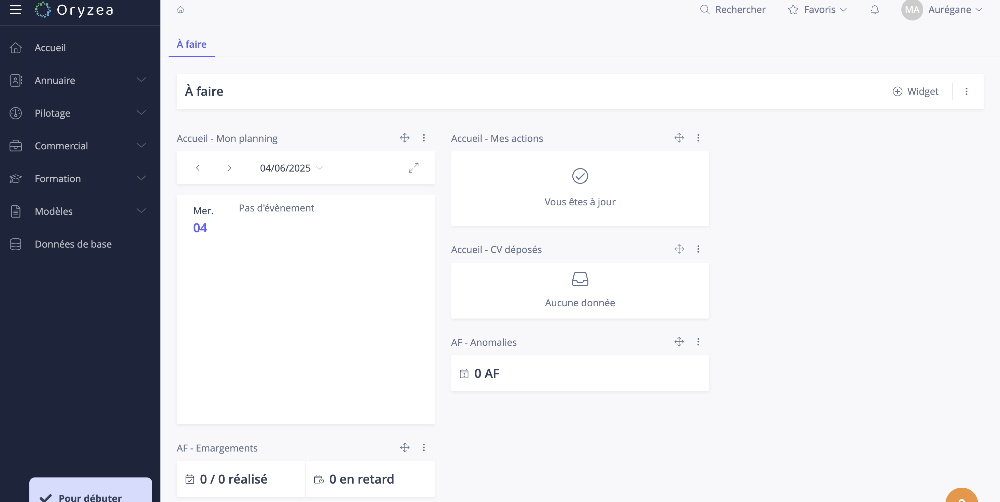 Oryzea
Rechercher
Favoris
MA
Aurégane
Accueil
Annuaire
Pilotage
Commercial
Formation
Modèles
Données de base
Pour débuter
À faire
À faire
Widget
Accueil - Mon planning
04/06/2025
Mer.
04
Pas d'évènement
AF - Emargements
0 / 0 réalisé
0 en retard
Accueil - Mes actions
Vous êtes à jour
Accueil - CV déposés
Aucune donnée
AF - Anomalies
0 AF